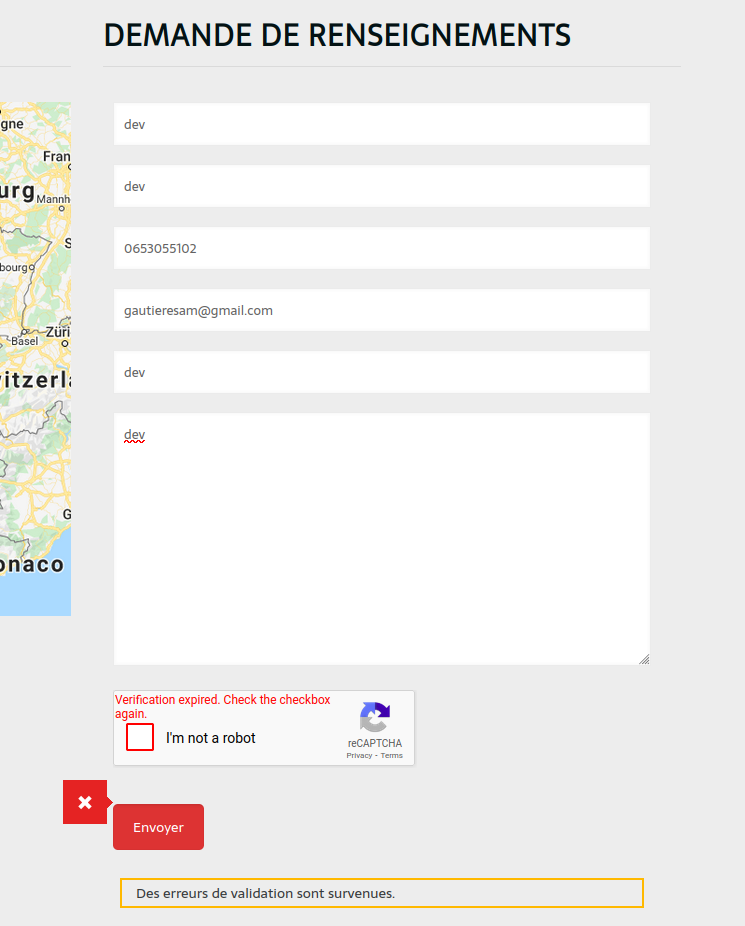 DEMANDE DE RENSEIGNEMENTS
gne
Fran
urg
Mannh
S
bourg
Basel
Züri
witzerla
G
onaco
dev
dev
0653055102
gautieresam@gmail.com
dev
dev
Verification expired. Check the checkbox
again.
I'm not a robot
reCAPTCHA
Privacy - Terms
Envoyer
Des erreurs de validation sont survenues.